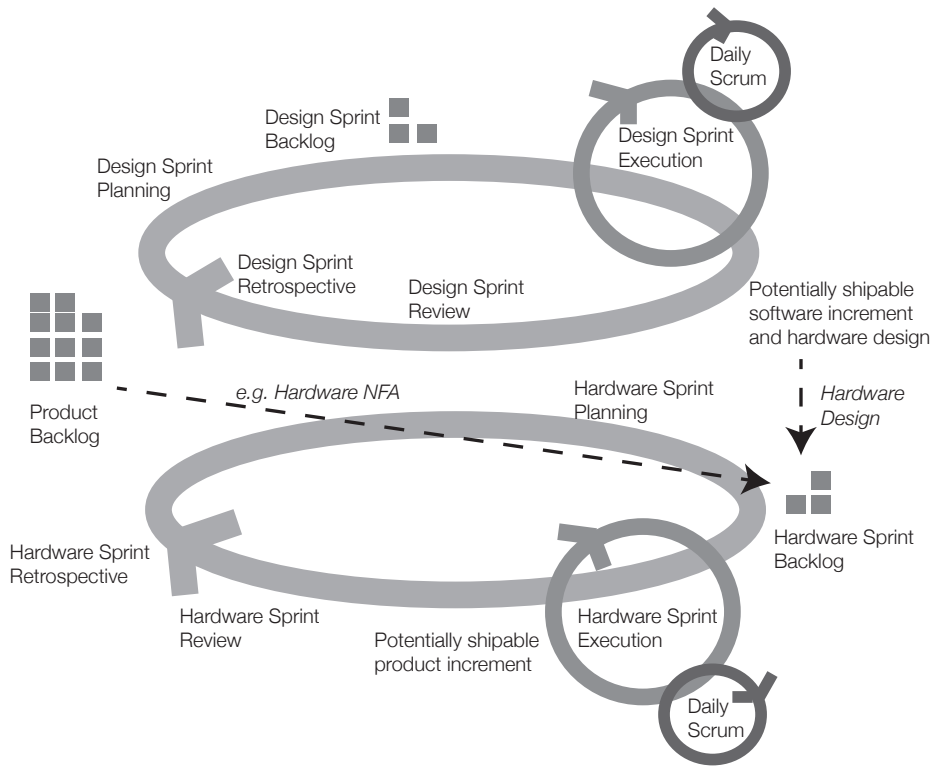 Daily
Scrum
Design Sprint
Backlog
Design Sprint
Execution
Design Sprint
Planning
Design Sprint
Retrospective
Design Sprint
Review
Potentially shipable
software increment
and hardware design
Product
Backlog
e.g. Hardware NFA
Hardware Sprint
Planning
Hardware
Design
Hardware Sprint
Backlog
Hardware Sprint
Retrospective
Hardware Sprint
Review
Potentially shipable
product increment
Hardware Sprint
Execution
Daily
Scrum